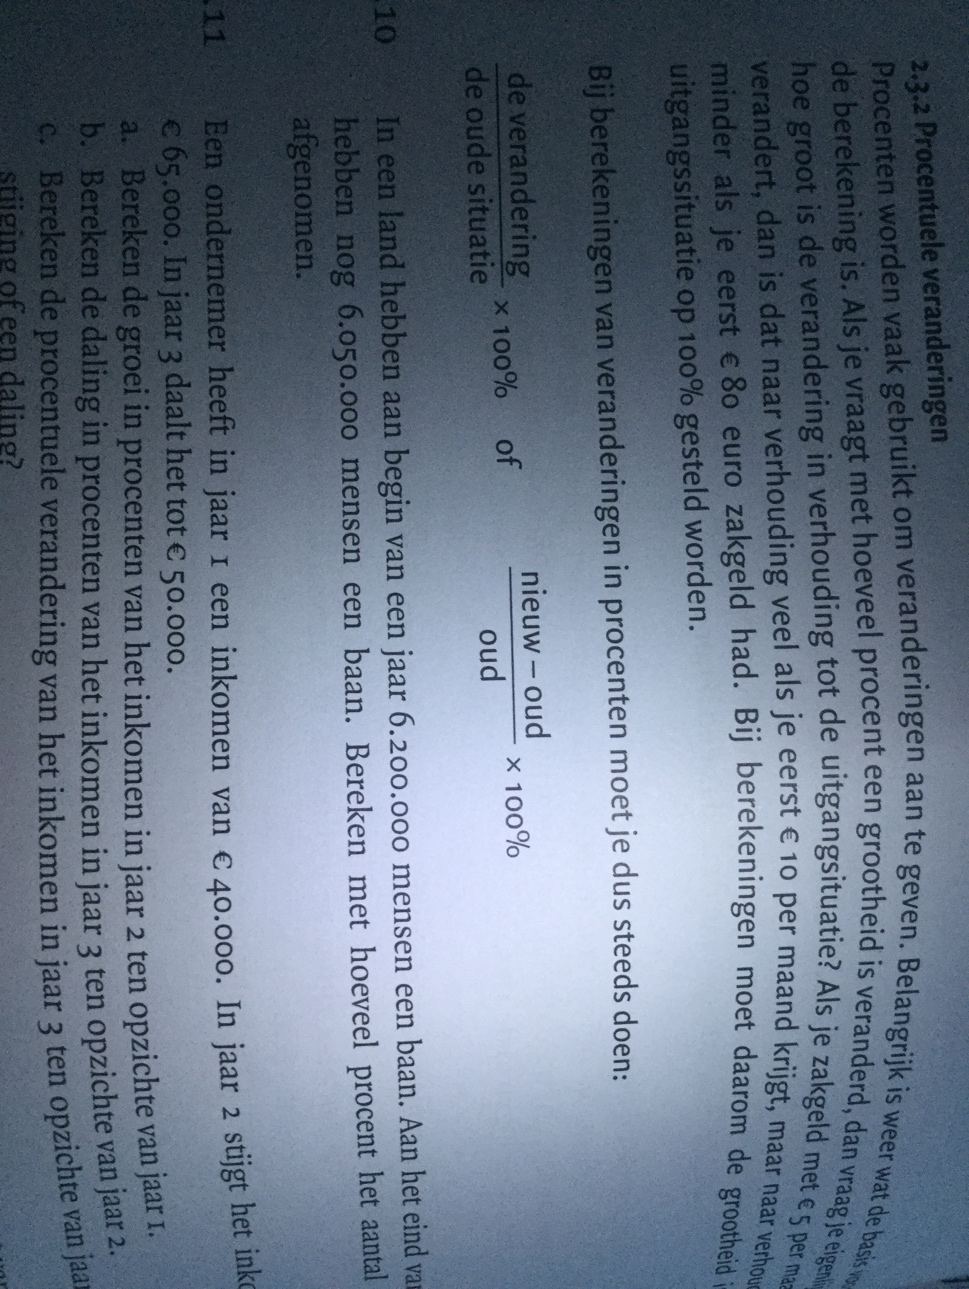 2.3.2 Procentuele veranderingen
Procenten worden vaak gebruikt om veranderingen aan te geven. Belangrijk is weer wat de basis
de berekening is. Als je vraagt met hoeveel procent een grootheid is veranderd, dan vraag je
hoe groot is de verandering in verhouding tot de uitgangsituatie? Als je zakgeld met € 5 per
verandert, dan is dat naar verhouding veel als je eerst € 10 per maand krijgt, maar naar
minder als je eerst € 80 euro zakgeld had. Bij berekeningen moet daarom de grootheid
uitgangssituatie op 100% gesteld worden.
Bij berekeningen van veranderingen in procenten moet je dus steeds doen:
de verandering / de oude situatie × 100% of nieuw – oud / oud × 100%
10 In een land hebben aan begin van een jaar 6.200.000 mensen een baan. Aan het eind
hebben nog 6.050.000 mensen een baan. Bereken met hoeveel procent het aantal
afgenomen.
.11 Een ondernemer heeft in jaar 1 een inkomen van € 40.000. In jaar 2 stijgt het
€ 65.000. In jaar 3 daalt het tot € 50.000.
a. Bereken de groei in procenten van het inkomen in jaar 2 ten opzichte van jaar 1.
b. Bereken de daling in procenten van het inkomen in jaar 3 ten opzichte van jaar 2.
c. Bereken de procentuele verandering van het inkomen in jaar 3 ten opzichte van
stijging of een daling?